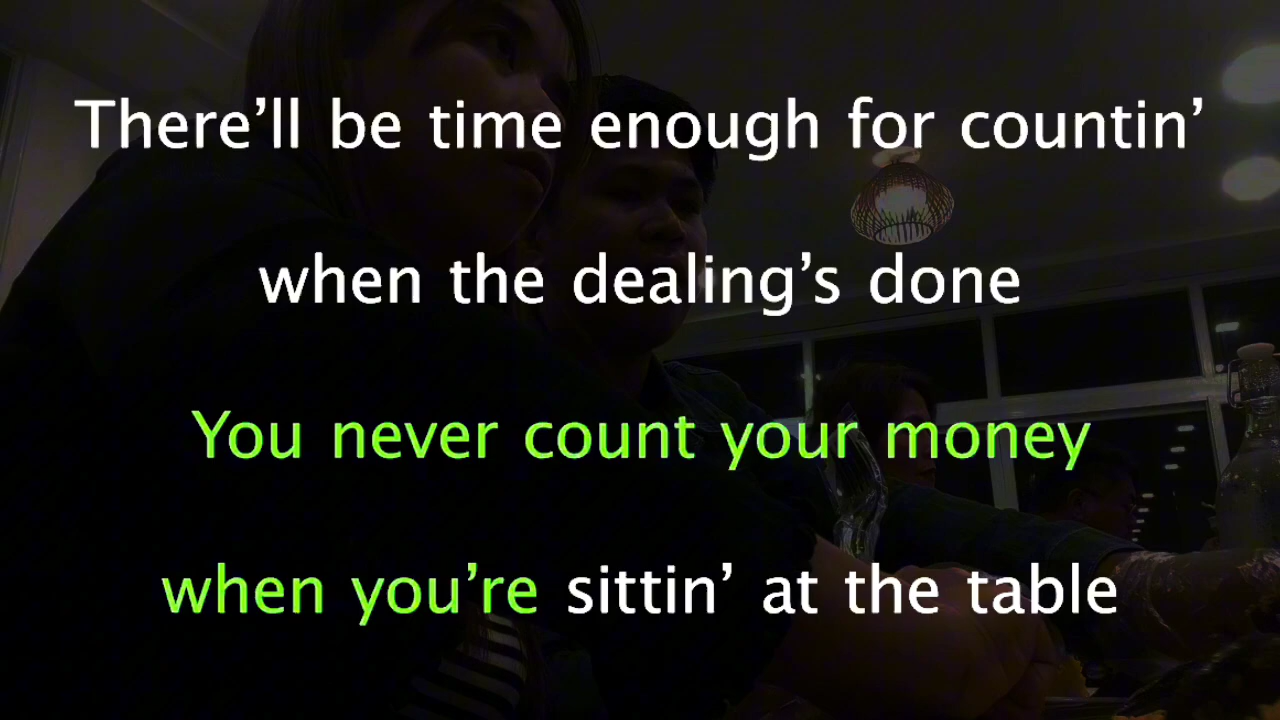 There’ll be time enough for countin’
when the dealing’s done
You never count your money
when you’re sittin’ at the table